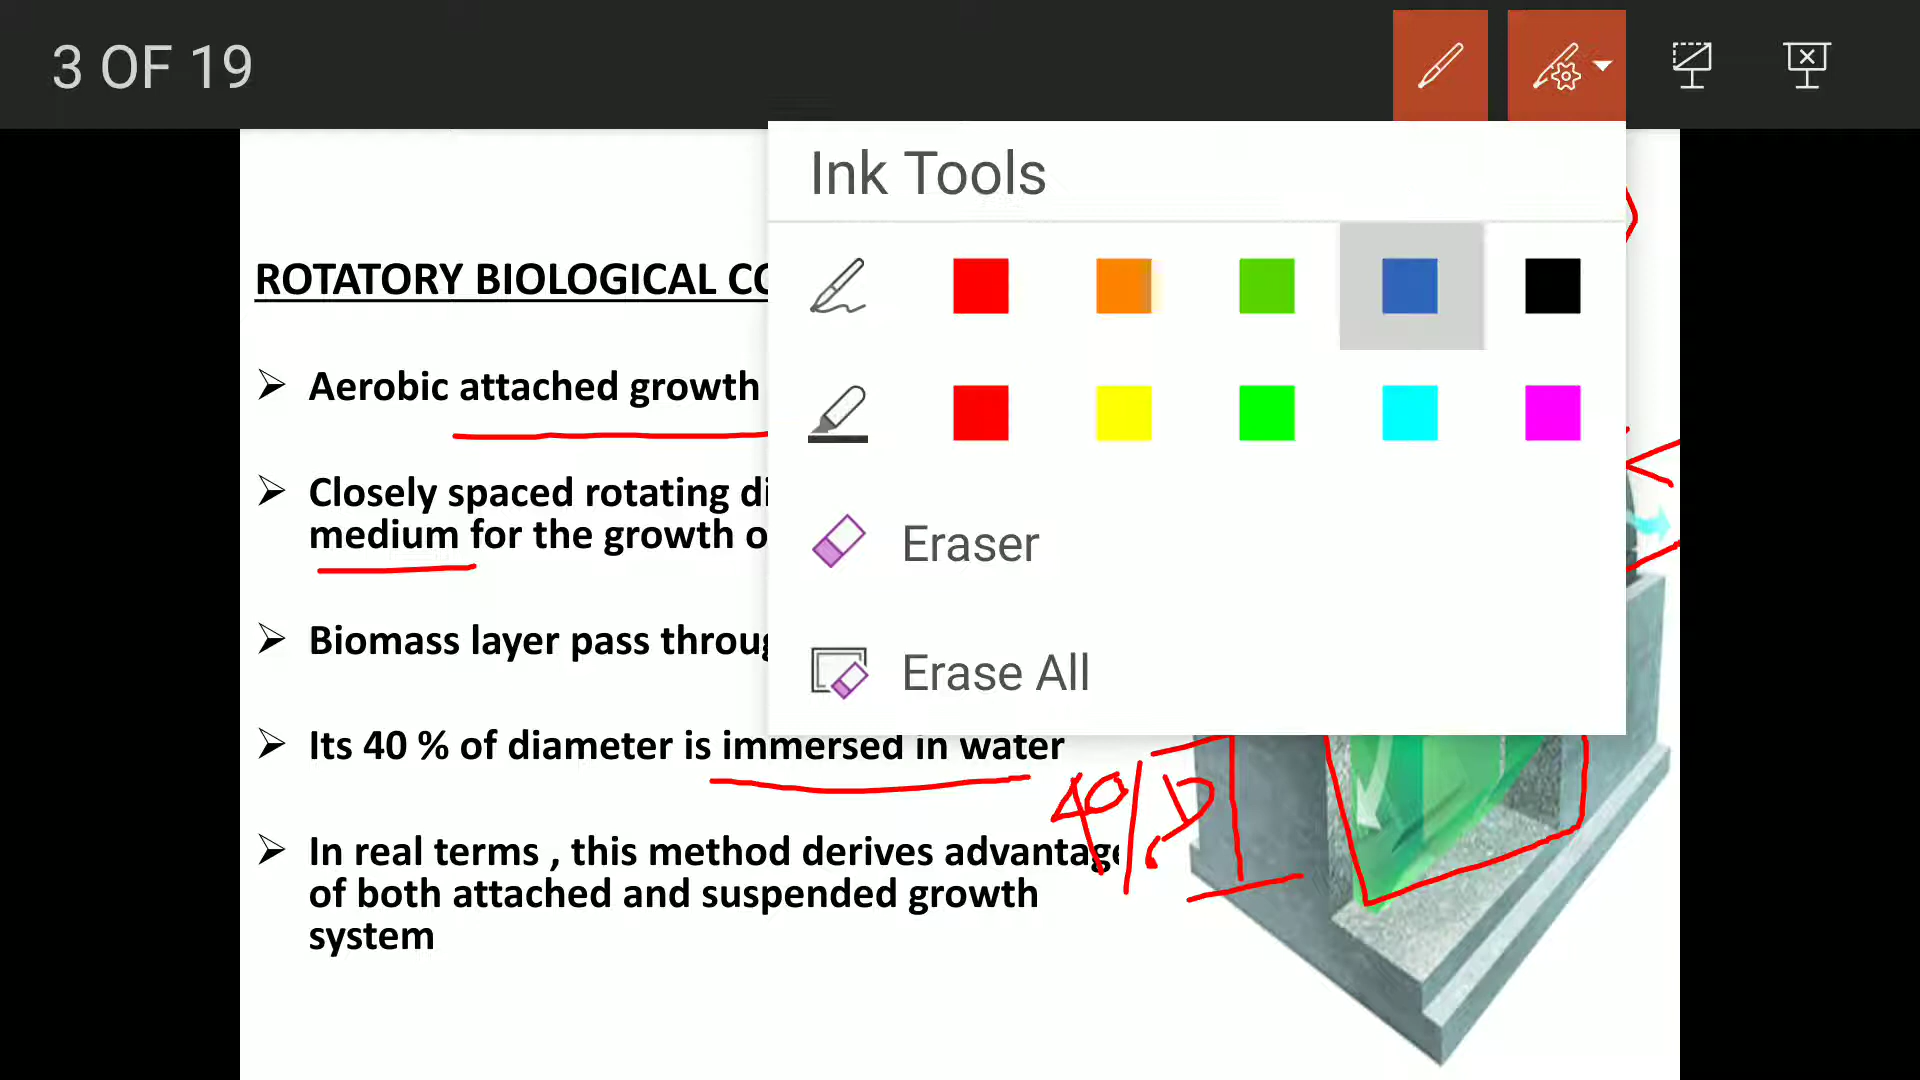 3 OF 19
Ink Tools
Eraser
Erase All
ROTATORY BIOLOGICAL
Aerobic attached growth
Closely spaced rotating
medium for the growth
Biomass layer pass
Its 40 % of diameter is immersed in water
In real terms , this method derives
of both attached and suspended growth
system
40% D